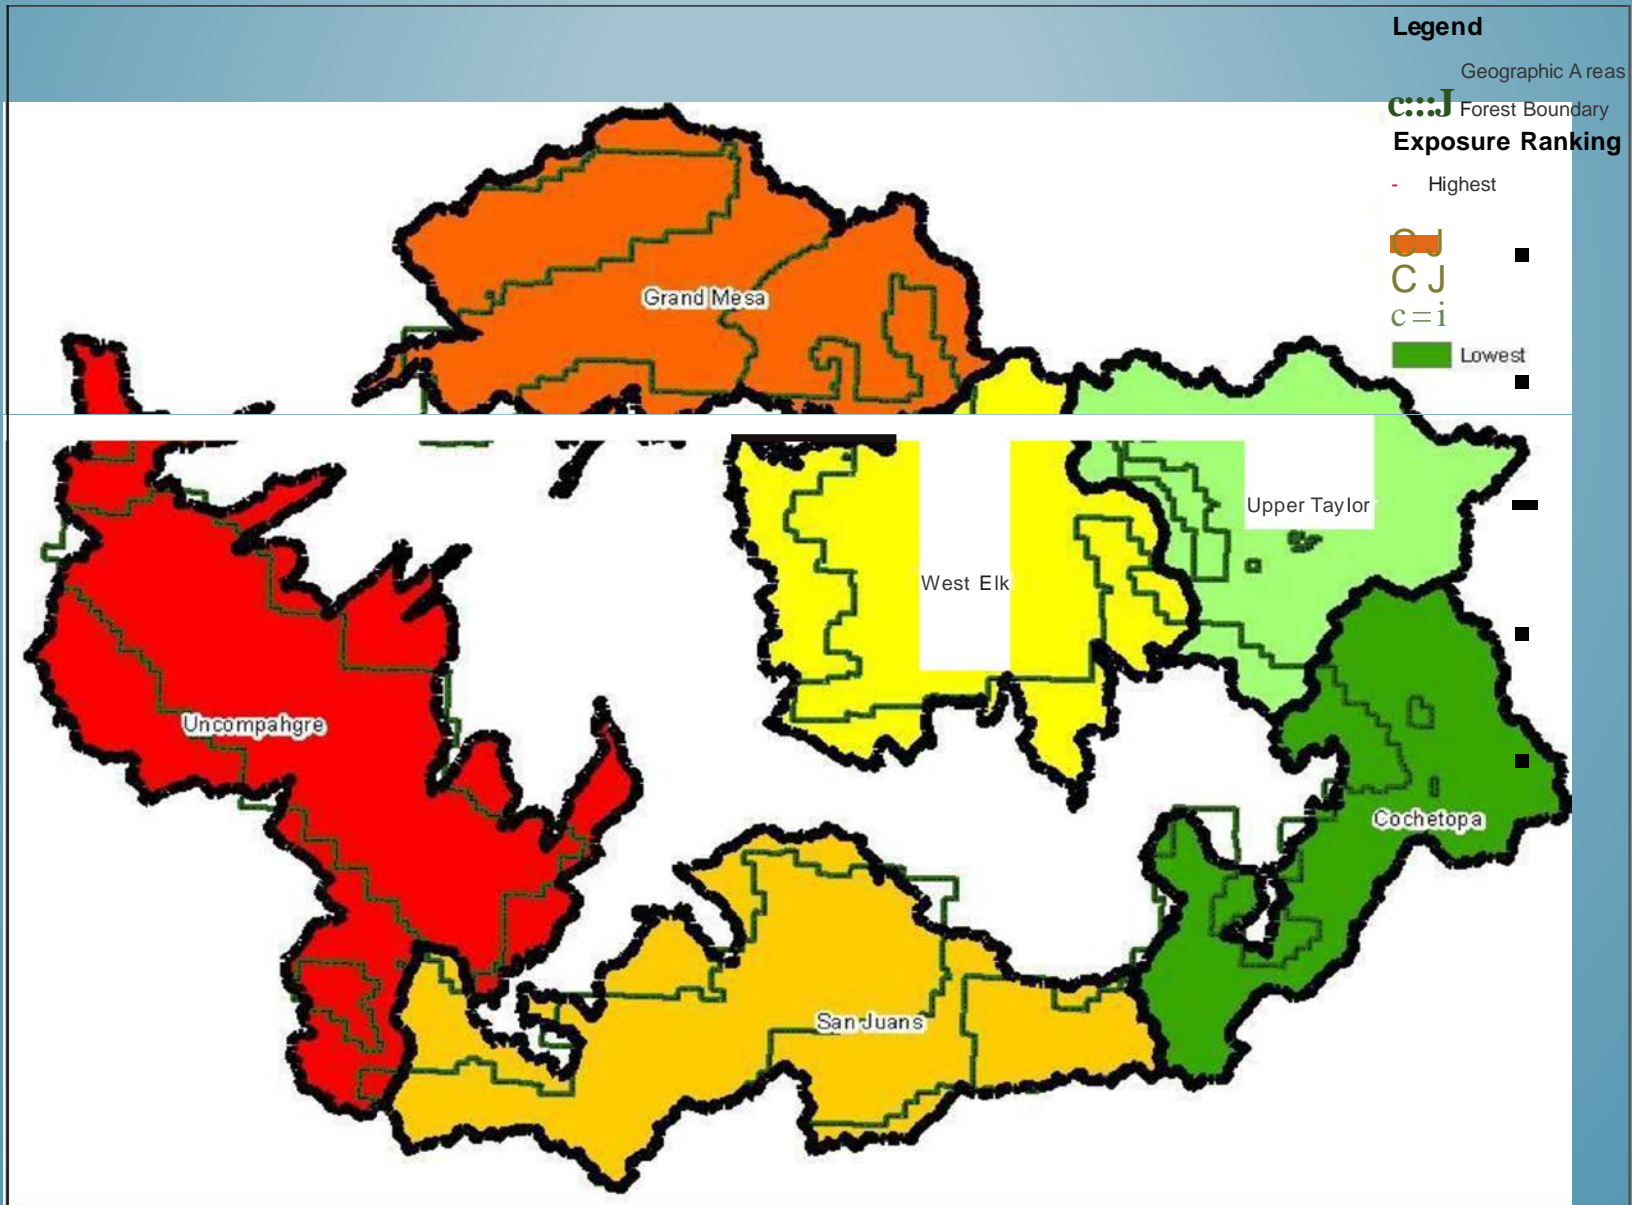 Legend
Geographic A reas
c:::J Forest Boundary
Exposure Ranking
- Highest
C J
C J
c=i
Lowest
Grand Mesa
Upper Taylor
West Elk
Uncompahgre
Cochetopa
San Juans